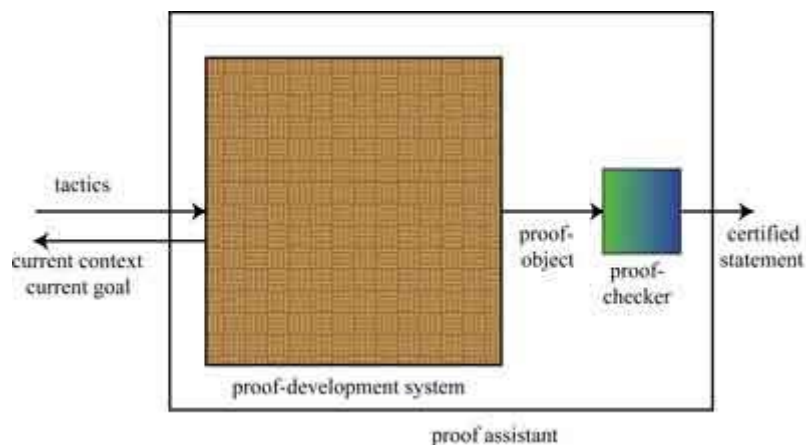 tactics
current context
current goal
proof-
object
proof-
checker
certified
statement
proof-development system
proof assistant